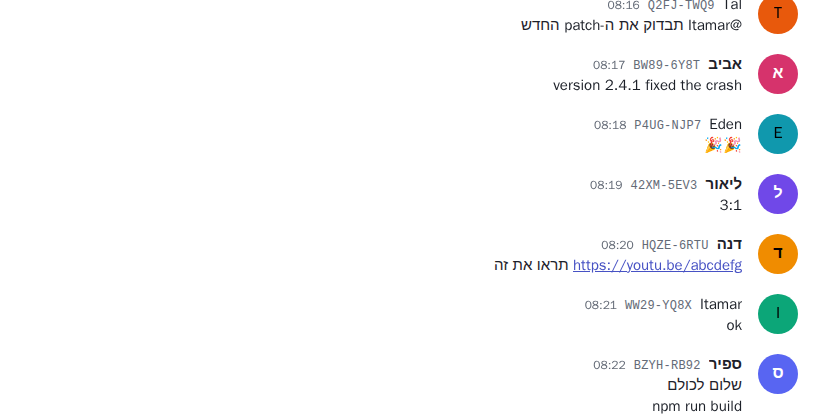 T
Tal Q2FJ-TWQ9 08:16
@Itamar תבדוק את ה-patch החדש
א
אביב BW89-6Y8T 08:17
version 2.4.1 fixed the crash
E
Eden P4UG-NJP7 08:18
🎉🎉
ל
ליאור 42XM-5EV3 08:19
3:1
ד
דנה HQZE-6RTU 08:20
https://youtu.be/abcdefg תראו את זה
I
Itamar WW29-YQ8X 08:21
ok
ס
ספיר BZYH-RB92 08:22
שלום לכולם
npm run build